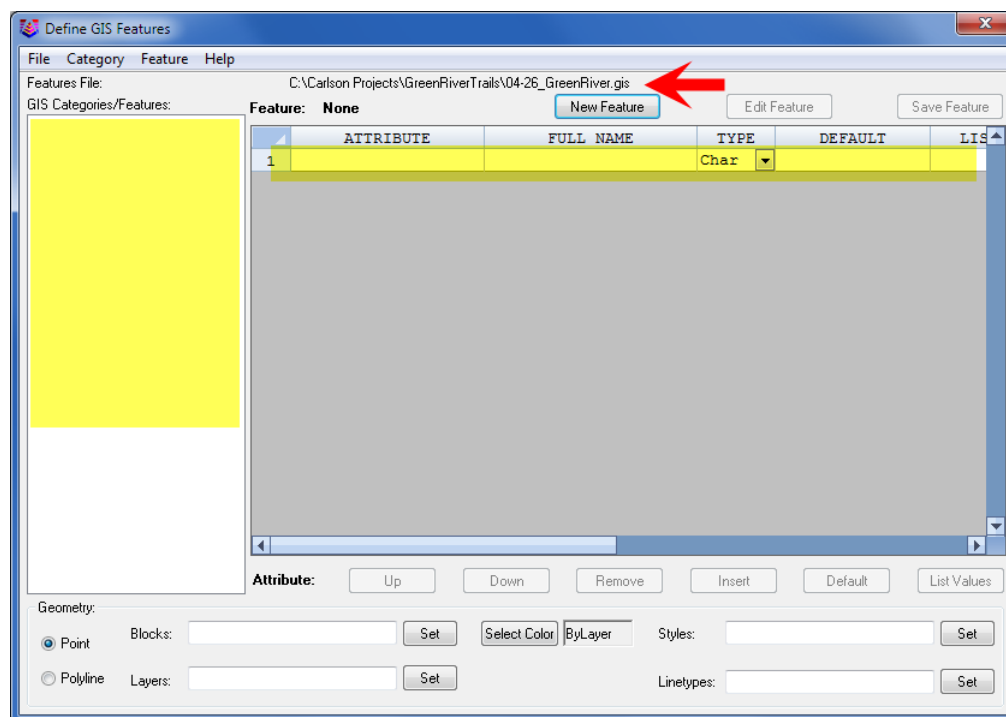 Define GIS Features
File Category Feature Help
Features File: C:\Carlson Projects\GreenRiverTrails\04-26_GreenRiver.gis
GIS Categories/Features:
Feature: None New Feature Edit Feature Save Feature
ATTRIBUTE FULL NAME TYPE DEFAULT LIS
1 Char
Attribute: Up Down Remove Insert Default List Values
Geometry:
Point Blocks: Set Select Color ByLayer Styles: Set
Polyline Layers: Set Linetypes: Set